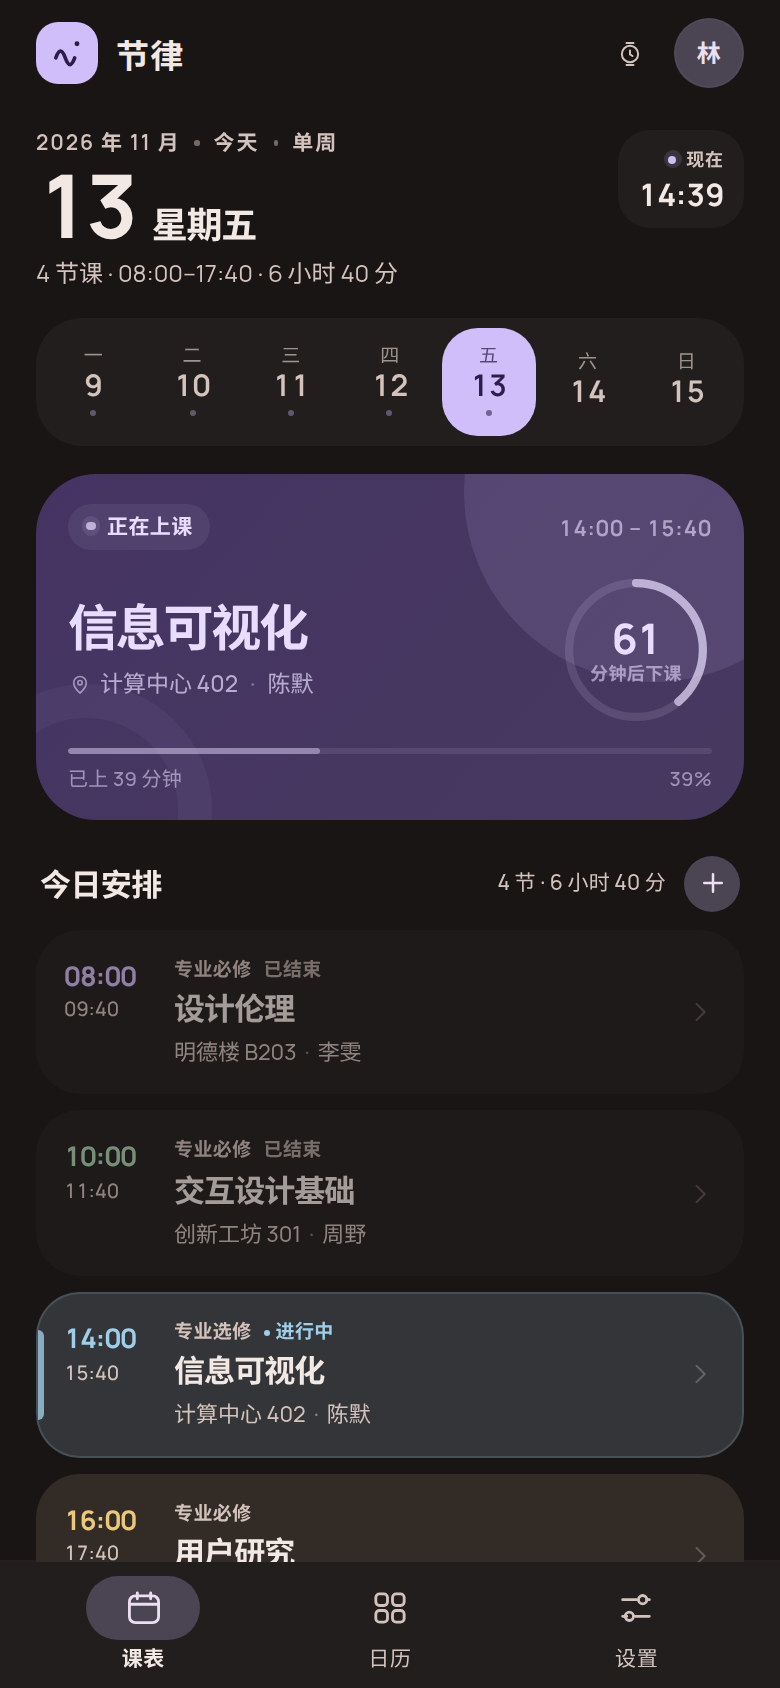 节律
林
2026 年 11 月 • 今天 • 单周
现在
14:39
13 星期五
4 节课 · 08:00–17:40 · 6 小时 40 分
一 二 三 四 五 六 日
9 10 11 12 13 14 15
正在上课
14:00 – 15:40
信息可视化
61
分钟后下课
计算中心 402 · 陈默
已上 39 分钟
39%
今日安排
4 节 · 6 小时 40 分
08:00
专业必修 已结束
09:40
设计伦理
明德楼 B203 · 李雯
10:00
专业必修 已结束
11:40
交互设计基础
创新工坊 301 · 周野
14:00
专业选修 • 进行中
15:40
信息可视化
计算中心 402 · 陈默
16:00
专业必修
17:40
用户研究
课表 日历 设置